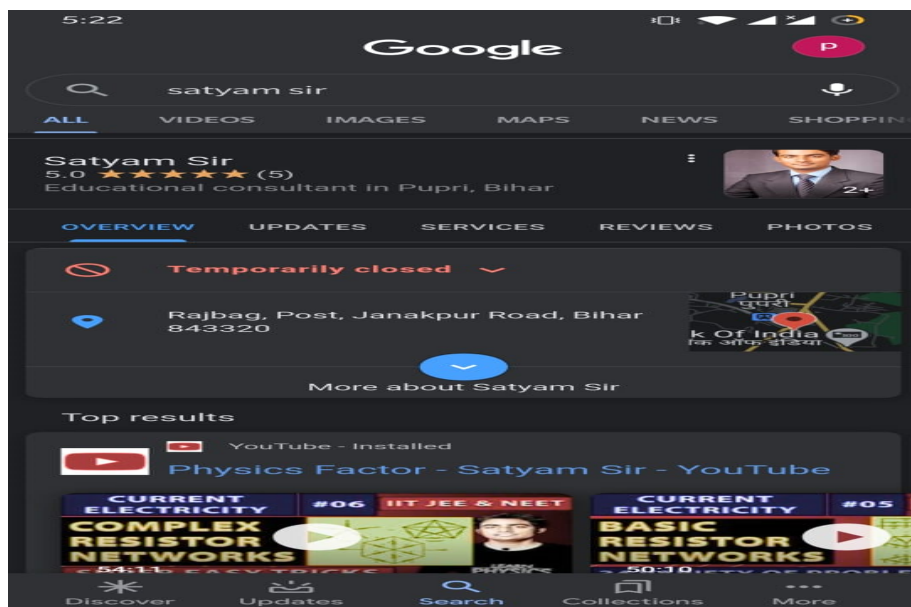 5:22
Google
P
satyam sir
ALL VIDEOS IMAGES MAPS NEWS SHOPPIN
Satyam Sir
5.0 ★★★★★ (5)
Educational consultant in Pupri, Bihar
2+
OVERVIEW UPDATES SERVICES REVIEWS PHOTOS
Temporarily closed
Rajbag, Post, Janakpur Road, Bihar
843320
Pupri
पुपरी
k Of India
िक ऑफ इंडिया
More about Satyam Sir
Top results
YouTube - Installed
Physics Factor - Satyam Sir - YouTube
CURRENT
ELECTRICITY #06 IIT JEE & NEET
COMPLEX
RESISTOR
NETWORKS
54:11
CURRENT
ELECTRICITY #05
BASIC
RESISTOR
NETWORKS
50:10
Discover Updates Search Collections More